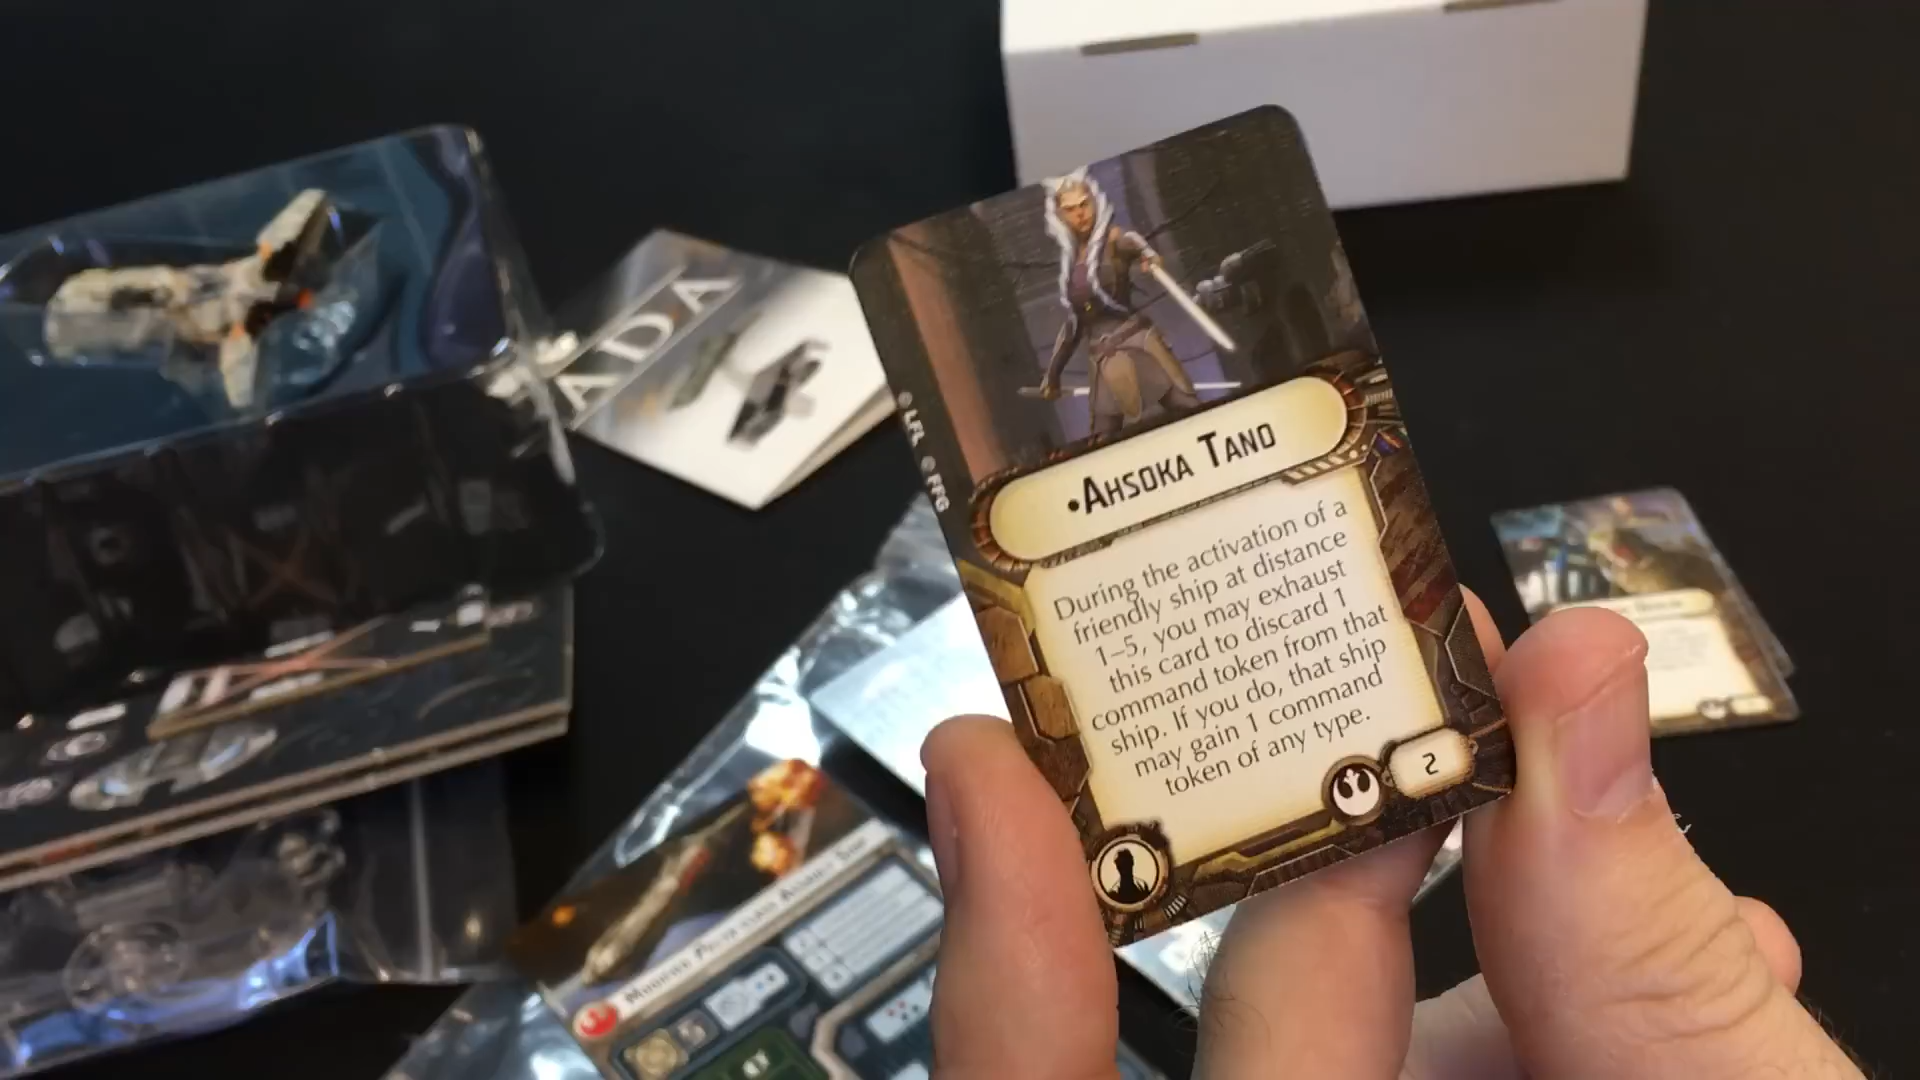 ADA
© LFL © FFG
•AHSOKA TANO
During the activation of a
friendly ship at distance
1–5, you may exhaust
this card to discard 1
command token from that
ship. If you do, that ship
may gain 1 command
token of any type.
2
5